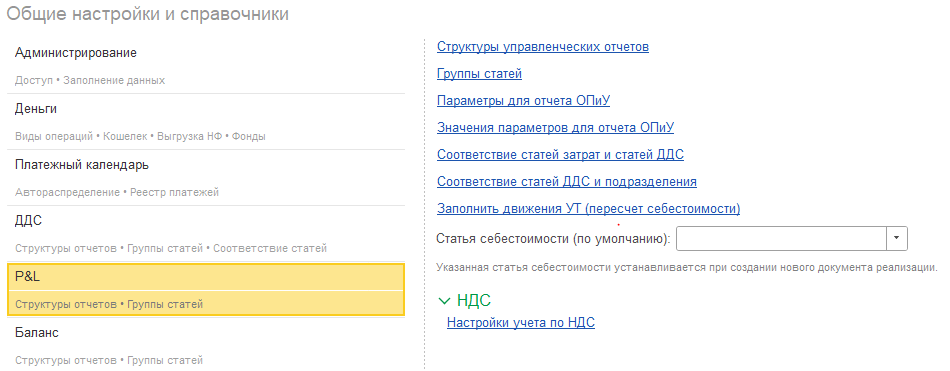 Общие настройки и справочники
Администрирование
Доступ • Заполнение данных
Деньги
Виды операций • Кошелек • Выгрузка НФ • Фонды
Платежный календарь
Автораспределение • Реестр платежей
ДДС
Структуры отчетов • Группы статей • Соответствие статей
P&L
Структуры отчетов • Группы статей
Баланс
Структуры отчетов • Группы статей
Структуры управленческих отчетов
Группы статей
Параметры для отчета ОПиУ
Значения параметров для отчета ОПиУ
Соответствие статей затрат и статей ДДС
Соответствие статей ДДС и подразделения
Заполнить движения УТ (пересчет себестоимости)
Статья себестоимости (по умолчанию):
Указанная статья себестоимости устанавливается при создании нового документа реализации.
НДС
Настройки учета по НДС